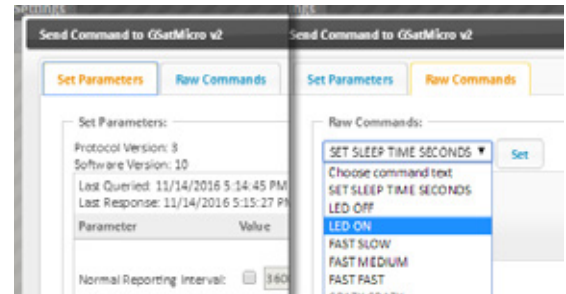 Settings
Send Command to GSatMicro v2
Set Parameters
Raw Commands
Set Parameters:
Protocol Version: 3
Software Version: 10
Last Queried: 11/14/2016 5:14:45 PM
Last Response: 11/14/2016 5:15:27 PM
Parameter
Value
Normal Reporting Interval:
360
Send Command to GSatMicro v2
Set Parameters
Raw Commands
Raw Commands:
SET SLEEP TIME SECONDS
Set
Choose command text
SET SLEEP TIME SECONDS
LED OFF
LED ON
FAST SLOW
FAST MEDIUM
FAST FAST